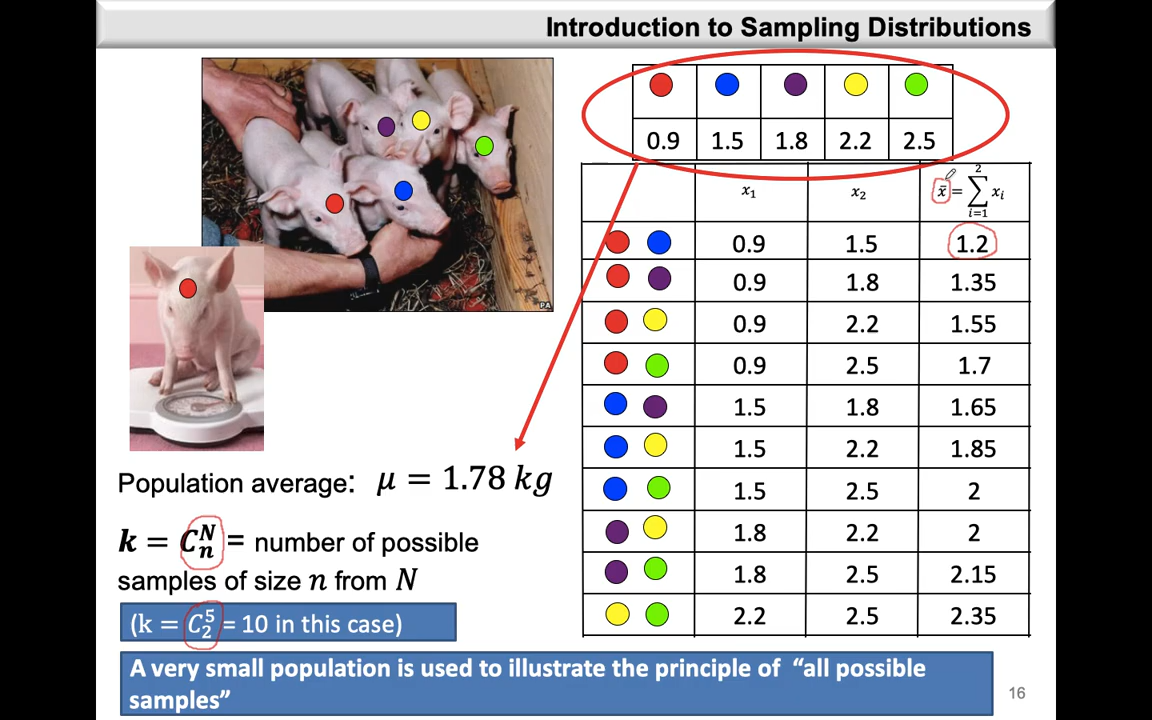 Introduction to Sampling Distributions
0.9 1.5 1.8 2.2 2.5
x₁ x₂ x̄ = ∑²ᵢ₌₁ xᵢ
0.9 1.5 1.2
0.9 1.8 1.35
0.9 2.2 1.55
0.9 2.5 1.7
1.5 1.8 1.65
1.5 2.2 1.85
1.5 2.5 2
1.8 2.2 2
1.8 2.5 2.15
2.2 2.5 2.35
PA
Population average: μ = 1.78 kg
k = Cₙᴺ = number of possible
samples of size n from N
(k = C₂⁵ = 10 in this case)
A very small population is used to illustrate the principle of “all possible
samples”
16